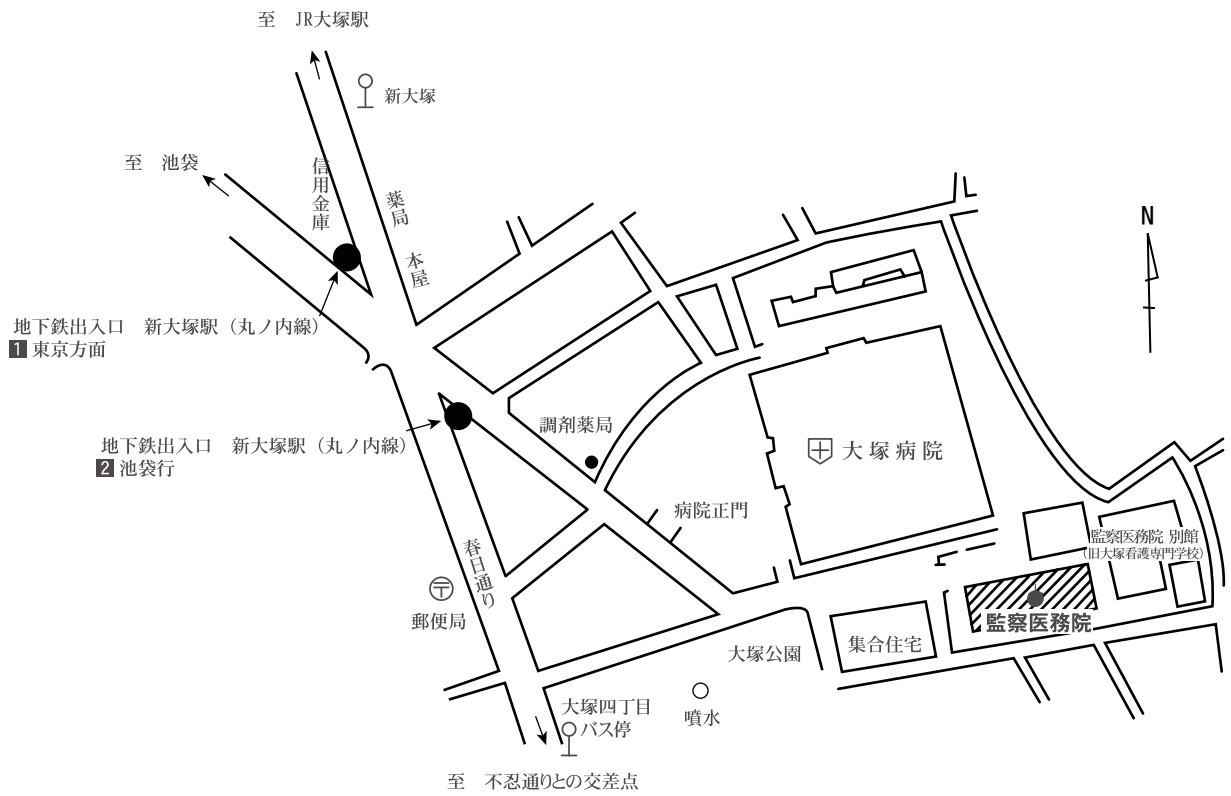 至　JR大塚駅
新大塚
至　池袋
信用金庫
薬局
本屋
N
地下鉄出入口　新大塚駅（丸ノ内線）
1 東京方面
地下鉄出入口　新大塚駅（丸ノ内線）
2 池袋行
調剤薬局
大塚病院
病院正門
監察医務院 別館
（旧大塚看護専門学校）
春日通り
〒
郵便局
監察医務院
集合住宅
大塚公園
大塚四丁目
バス停
噴水
至　不忍通りとの交差点